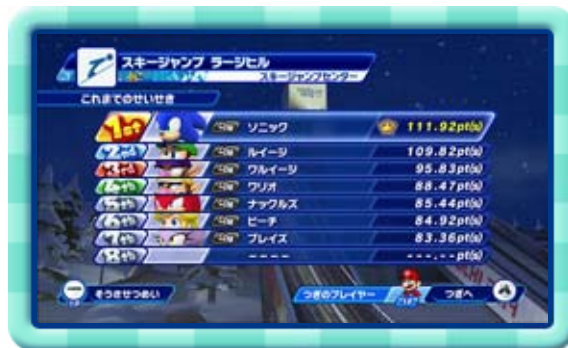 スキージャンプ ラージヒル
スキージャンプセンター
これまでのせいせき
1st ソニック 111.92pt(s)
2nd ルイージ 109.82pt(s)
3rd ワルイージ 95.83pt(s)
4th ワリオ 88.47pt(s)
5th ナックルズ 85.44pt(s)
6th ピーチ 84.92pt(s)
7th ブレイズ 83.36pt(s)
8th ---- ---.--pt(s)
そうさせつめい
つぎのプレイヤー
つぎへ